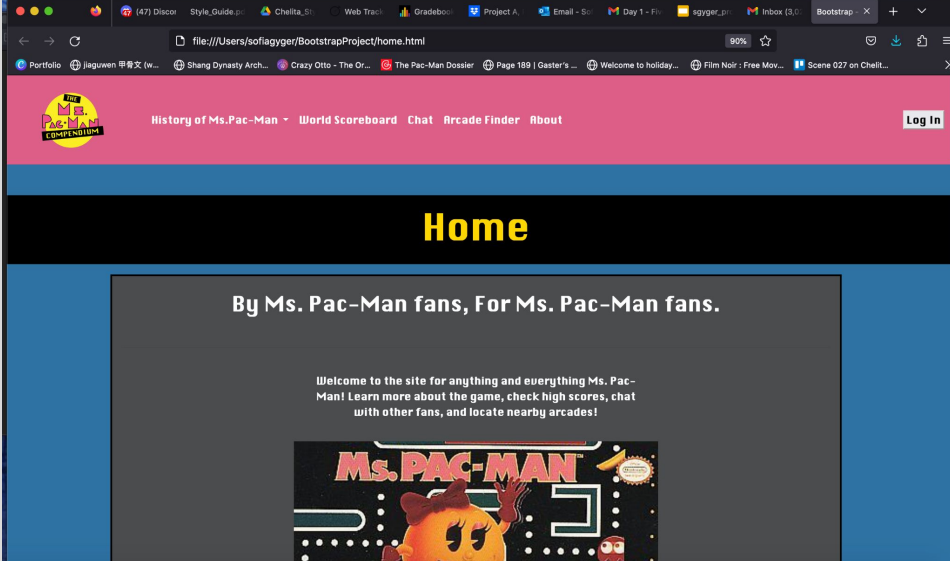 (47) Discor
Style_Guide.pd
Chelita_Sty
Web Track
Gradebook
Project A,
Email - Sof
Day 1 - Fiv
sgyger_pro
Inbox (3,0
Bootstrap -
file:///Users/sofiagyger/BootstrapProject/home.html
90%
Portfolio
jiaguwen 甲骨文 (w...
Shang Dynasty Arch...
Crazy Otto - The Or...
The Pac-Man Dossier
Page 189 | Gaster's ...
Welcome to holiday...
Film Noir : Free Mov...
Scene 027 on Chelit...
THE
Ms.
PAC-MAN
COMPENDIUM
History of Ms.Pac-Man
World Scoreboard
Chat
Arcade Finder
About
Log In
Home
By Ms. Pac-Man fans, For Ms. Pac-Man fans.
Welcome to the site for anything and everything Ms. Pac-
Man! Learn more about the game, check high scores, chat
with other fans, and locate nearby arcades!
Ms. PAC-MAN